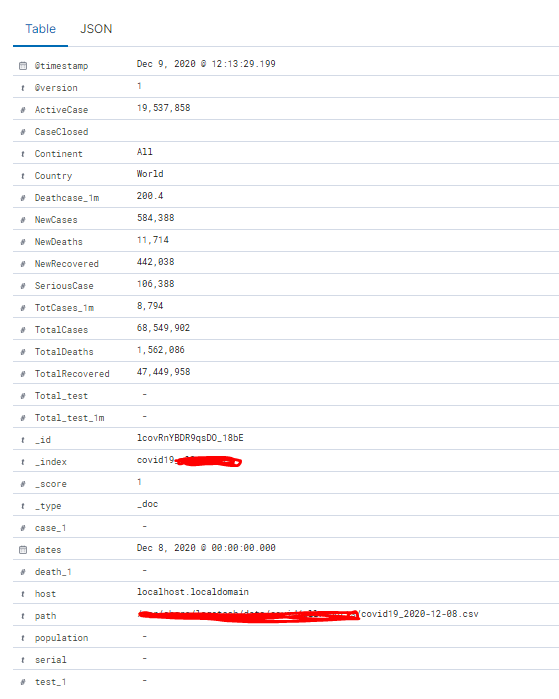 Table JSON
@timestamp Dec 9, 2020 @ 12:13:29.199
t @version 1
# ActiveCase 19,537,858
# CaseClosed
t Continent All
t Country World
# Deathcase_1m 200.4
# NewCases 584,388
# NewDeaths 11,714
# NewRecovered 442,038
# SeriousCase 106,388
# TotCases_1m 8,794
# TotalCases 68,549,902
# TotalDeaths 1,562,086
# TotalRecovered 47,449,958
# Total_test -
# Total_test_1m -
t _id lcovRnYBDR9qsDO_18bE
t _index covid19
# _score 1
t _type _doc
# case_1 -
dates Dec 8, 2020 @ 00:00:00.000
# death_1 -
t host localhost.localdomain
t path /covid19_2020-12-08.csv
t population -
t serial -
# test_1 -